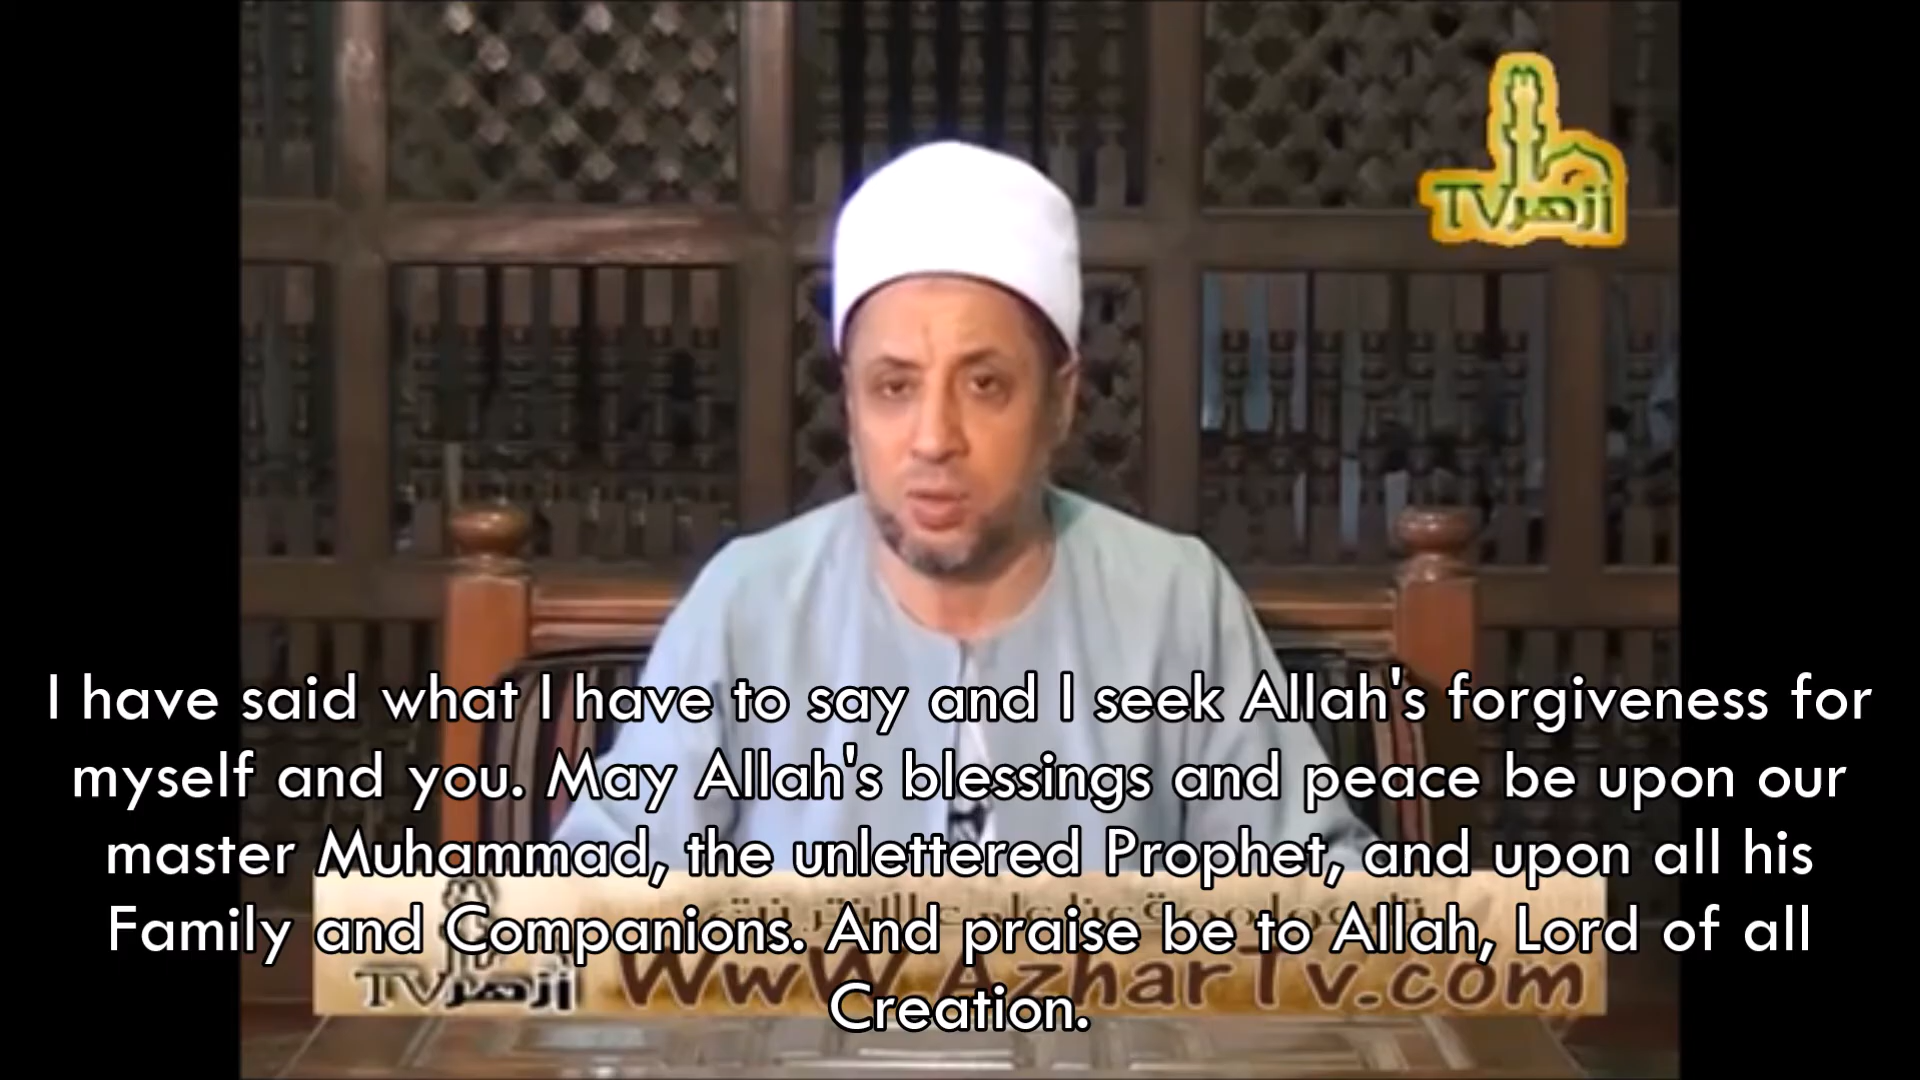 TVأزهر
I have said what I have to say and I seek Allah's forgiveness for
myself and you. May Allah's blessings and peace be upon our
master Muhammad, the unlettered Prophet, and upon all his
Family and Companions. And praise be to Allah, Lord of all
Creation.
TVأزهر WwW.AzharTv.com